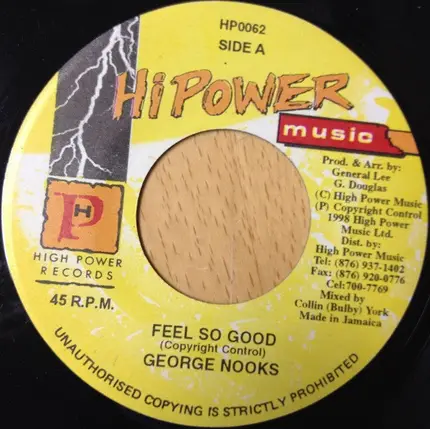 HP0062
SIDE A
HiPOWER
music
Prod. & Arr. by:
General Lee
G. Douglas
(C) High Power Music
(P) Copyright Control
1998 High Power
Music Ltd.
Dist. by:
High Power Music
Tel: (876) 937-1402
Fax: (876) 920-0776
Cel:700-7769
Mixed by
Collin (Bulby) York
Made in Jamaica
PH
HIGH POWER
RECORDS
45 R.P.M.
FEEL SO GOOD
(Copyright Control)
GEORGE NOOKS
UNAUTHORISED COPYING IS STRICTLY PROHIBITED